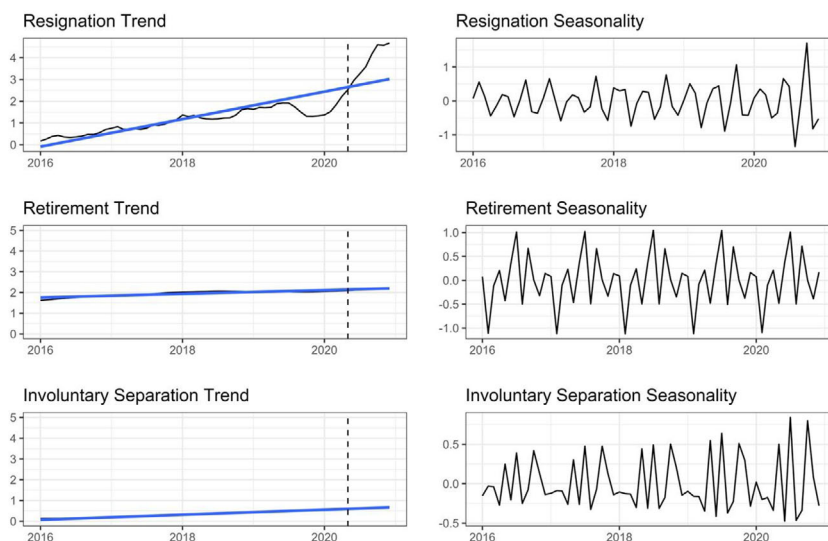 Resignation Trend
4
3
2
1
0
2016 2018 2020
Resignation Seasonality
1
0
-1
2016 2018 2020
Retirement Trend
5
4
3
2
1
0
2016 2018 2020
Retirement Seasonality
1.0
0.5
0.0
-0.5
-1.0
2016 2018 2020
Involuntary Separation Trend
5
4
3
2
1
0
2016 2018 2020
Involuntary Separation Seasonality
0.5
0.0
-0.5
2016 2018 2020